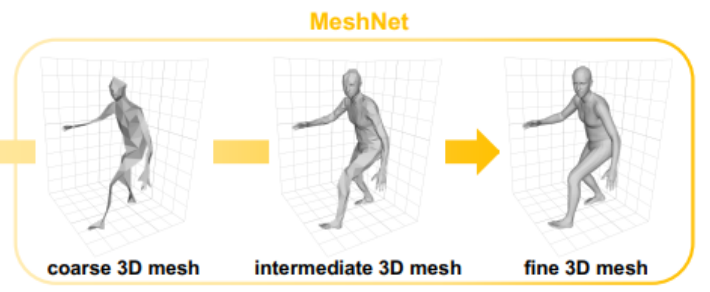 MeshNet
coarse 3D mesh
intermediate 3D mesh
fine 3D mesh